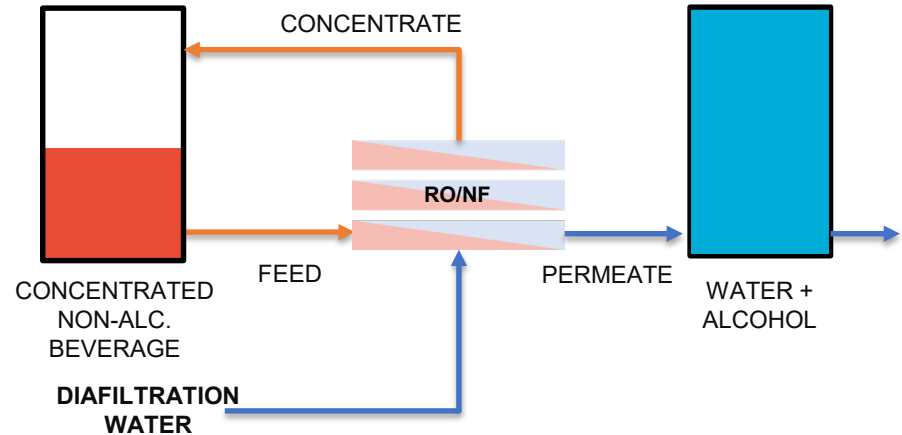 CONCENTRATE
RO/NF
FEED
PERMEATE
CONCENTRATED
NON-ALC.
BEVERAGE
WATER +
ALCOHOL
DIAFILTRATION
WATER